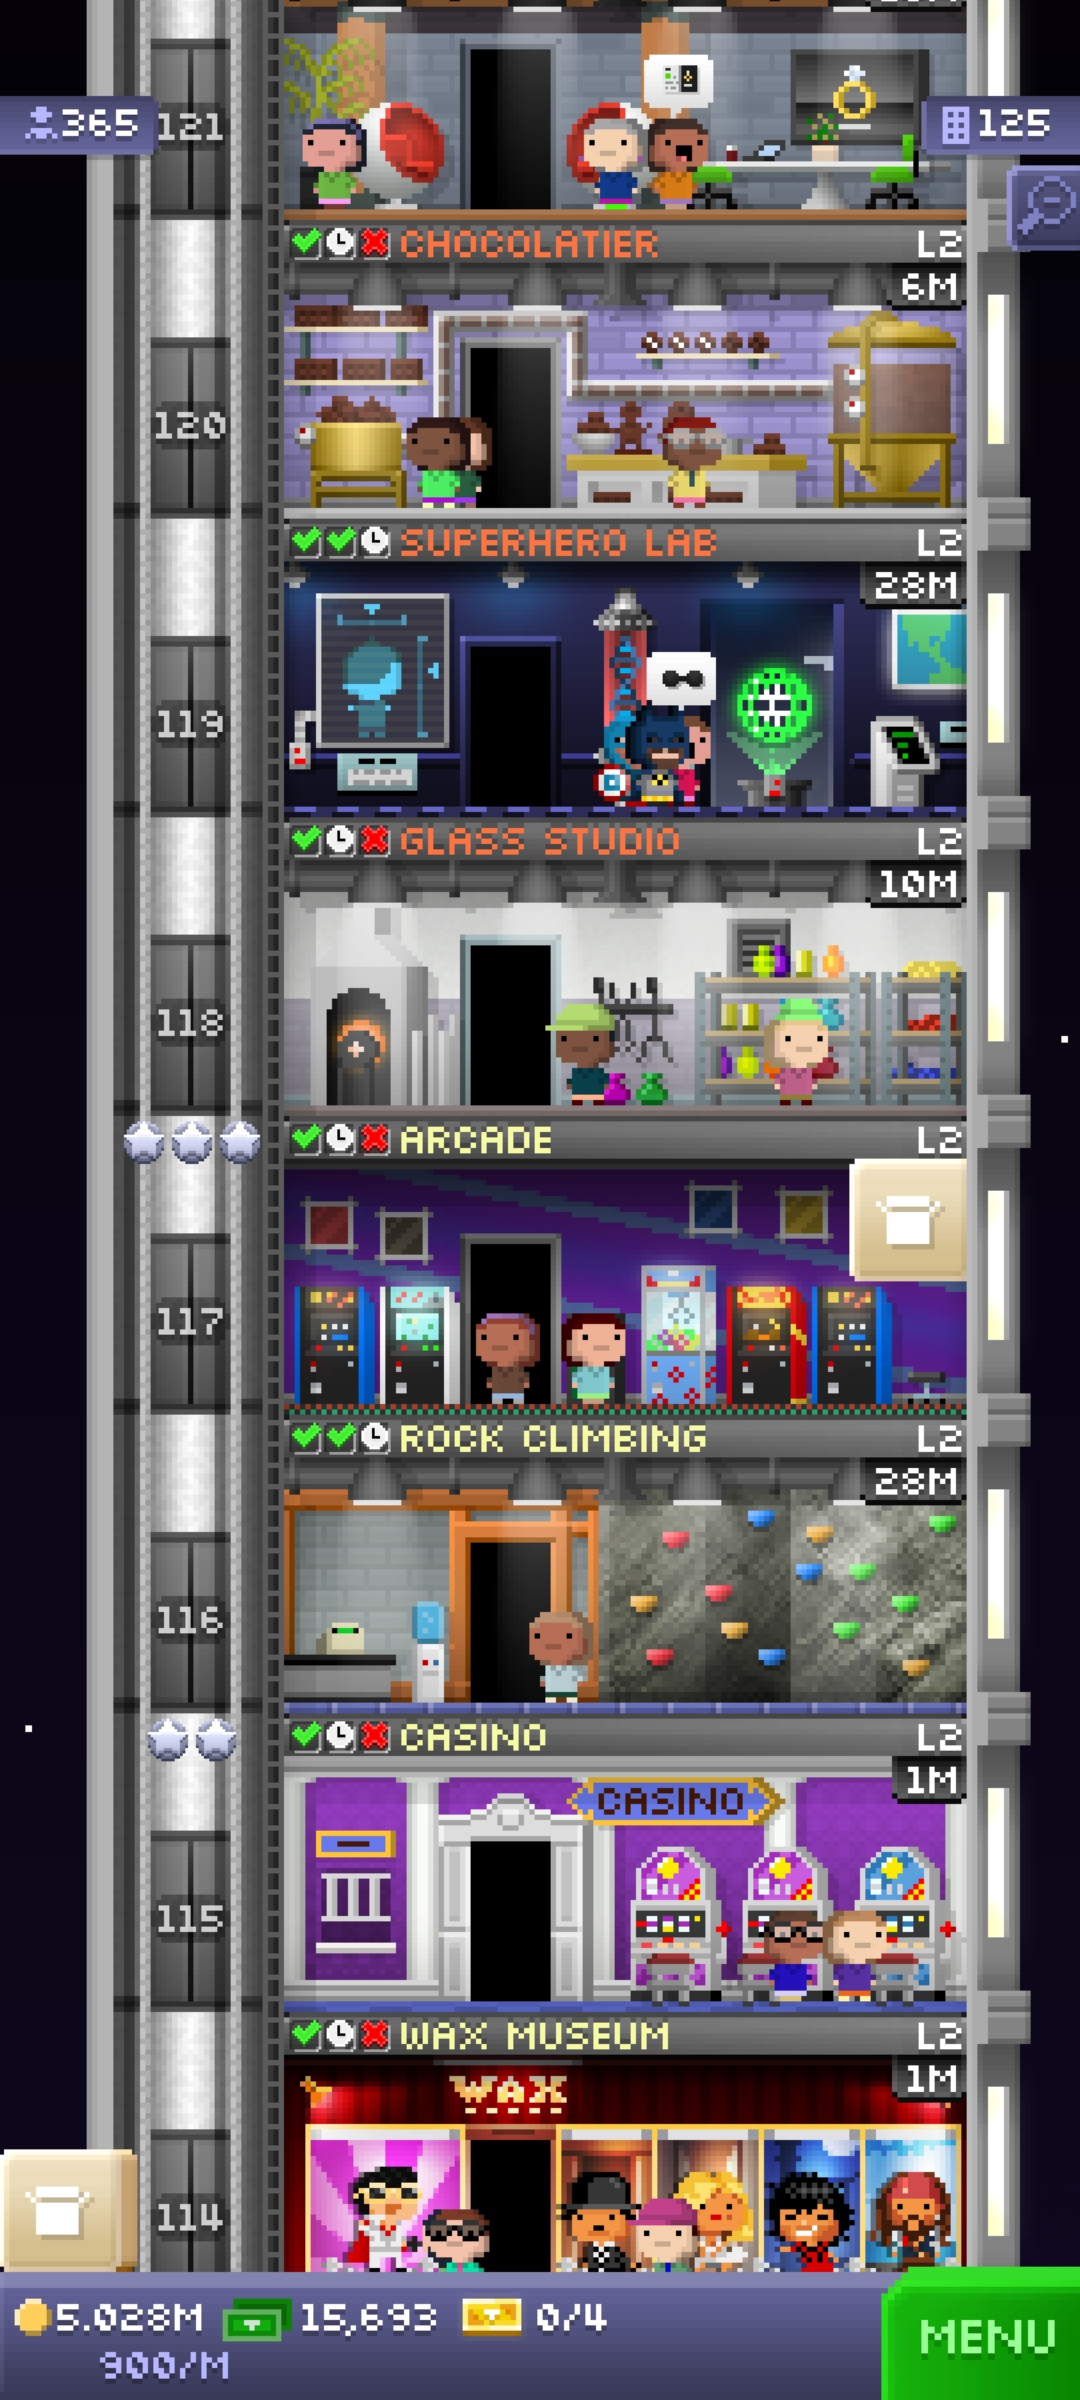 365
121
125
CHOCOLATIER L2
6M
120
SUPERHERO LAB L2
28M
119
GLASS STUDIO L2
10M
118
ARCADE L2
117
ROCK CLIMBING L2
28M
116
CASINO L2
1M
CASINO
115
WAX MUSEUM L2
1M
WAX
114
5.028M 15,693 0/4
900/M
MENU